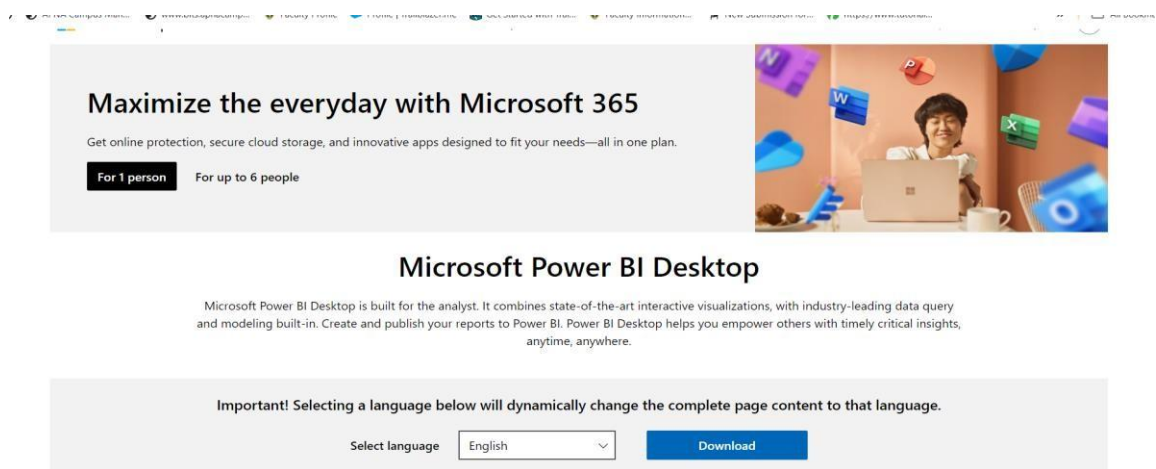 Maximize the everyday with Microsoft 365
Get online protection, secure cloud storage, and innovative apps designed to fit your needs—all in one plan.
For 1 person For up to 6 people
N
P
W
X
O
Microsoft Power BI Desktop
Microsoft Power BI Desktop is built for the analyst. It combines state-of-the-art interactive visualizations, with industry-leading data query
and modeling built-in. Create and publish your reports to Power BI. Power BI Desktop helps you empower others with timely critical insights,
anytime, anywhere.
Important! Selecting a language below will dynamically change the complete page content to that language.
Select language English Download